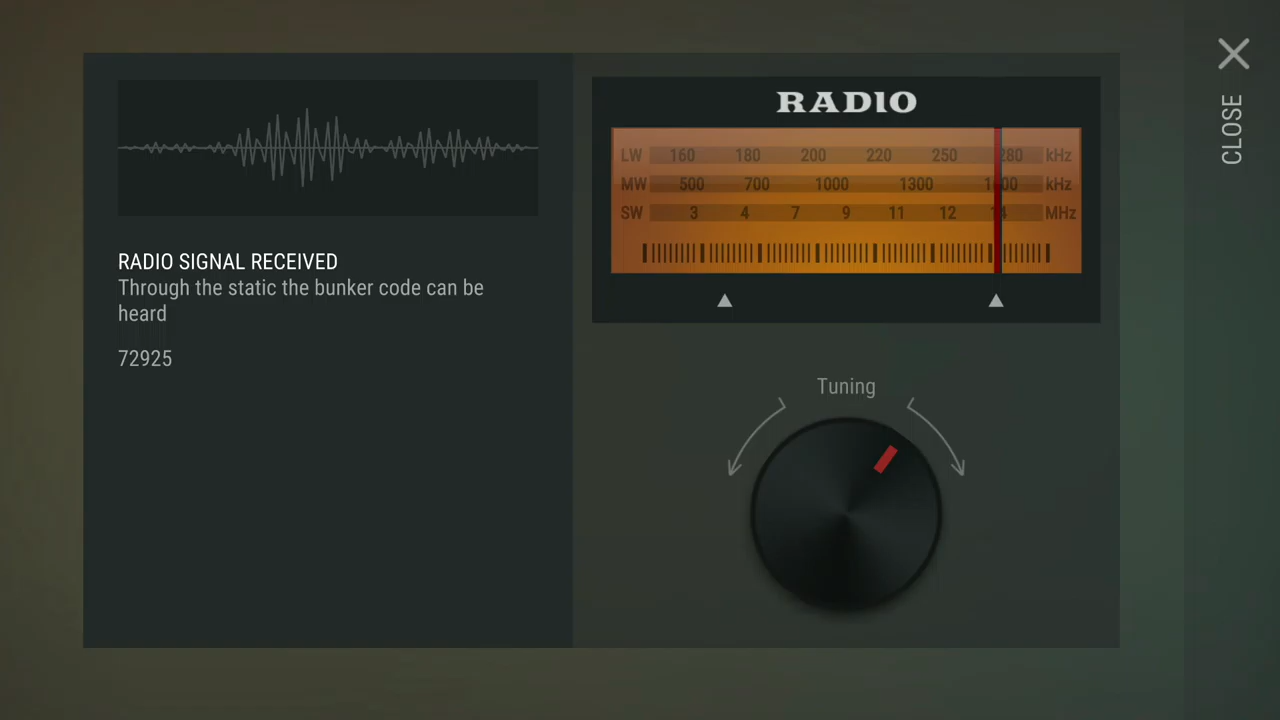 RADIO SIGNAL RECEIVED
Through the static the bunker code can be
heard
72925
RADIO
LW 160 180 200 220 250 280 kHz
MW 500 700 1000 1300 kHz
SW 3 4 7 9 11 12 14 MHz
Tuning
CLOSE